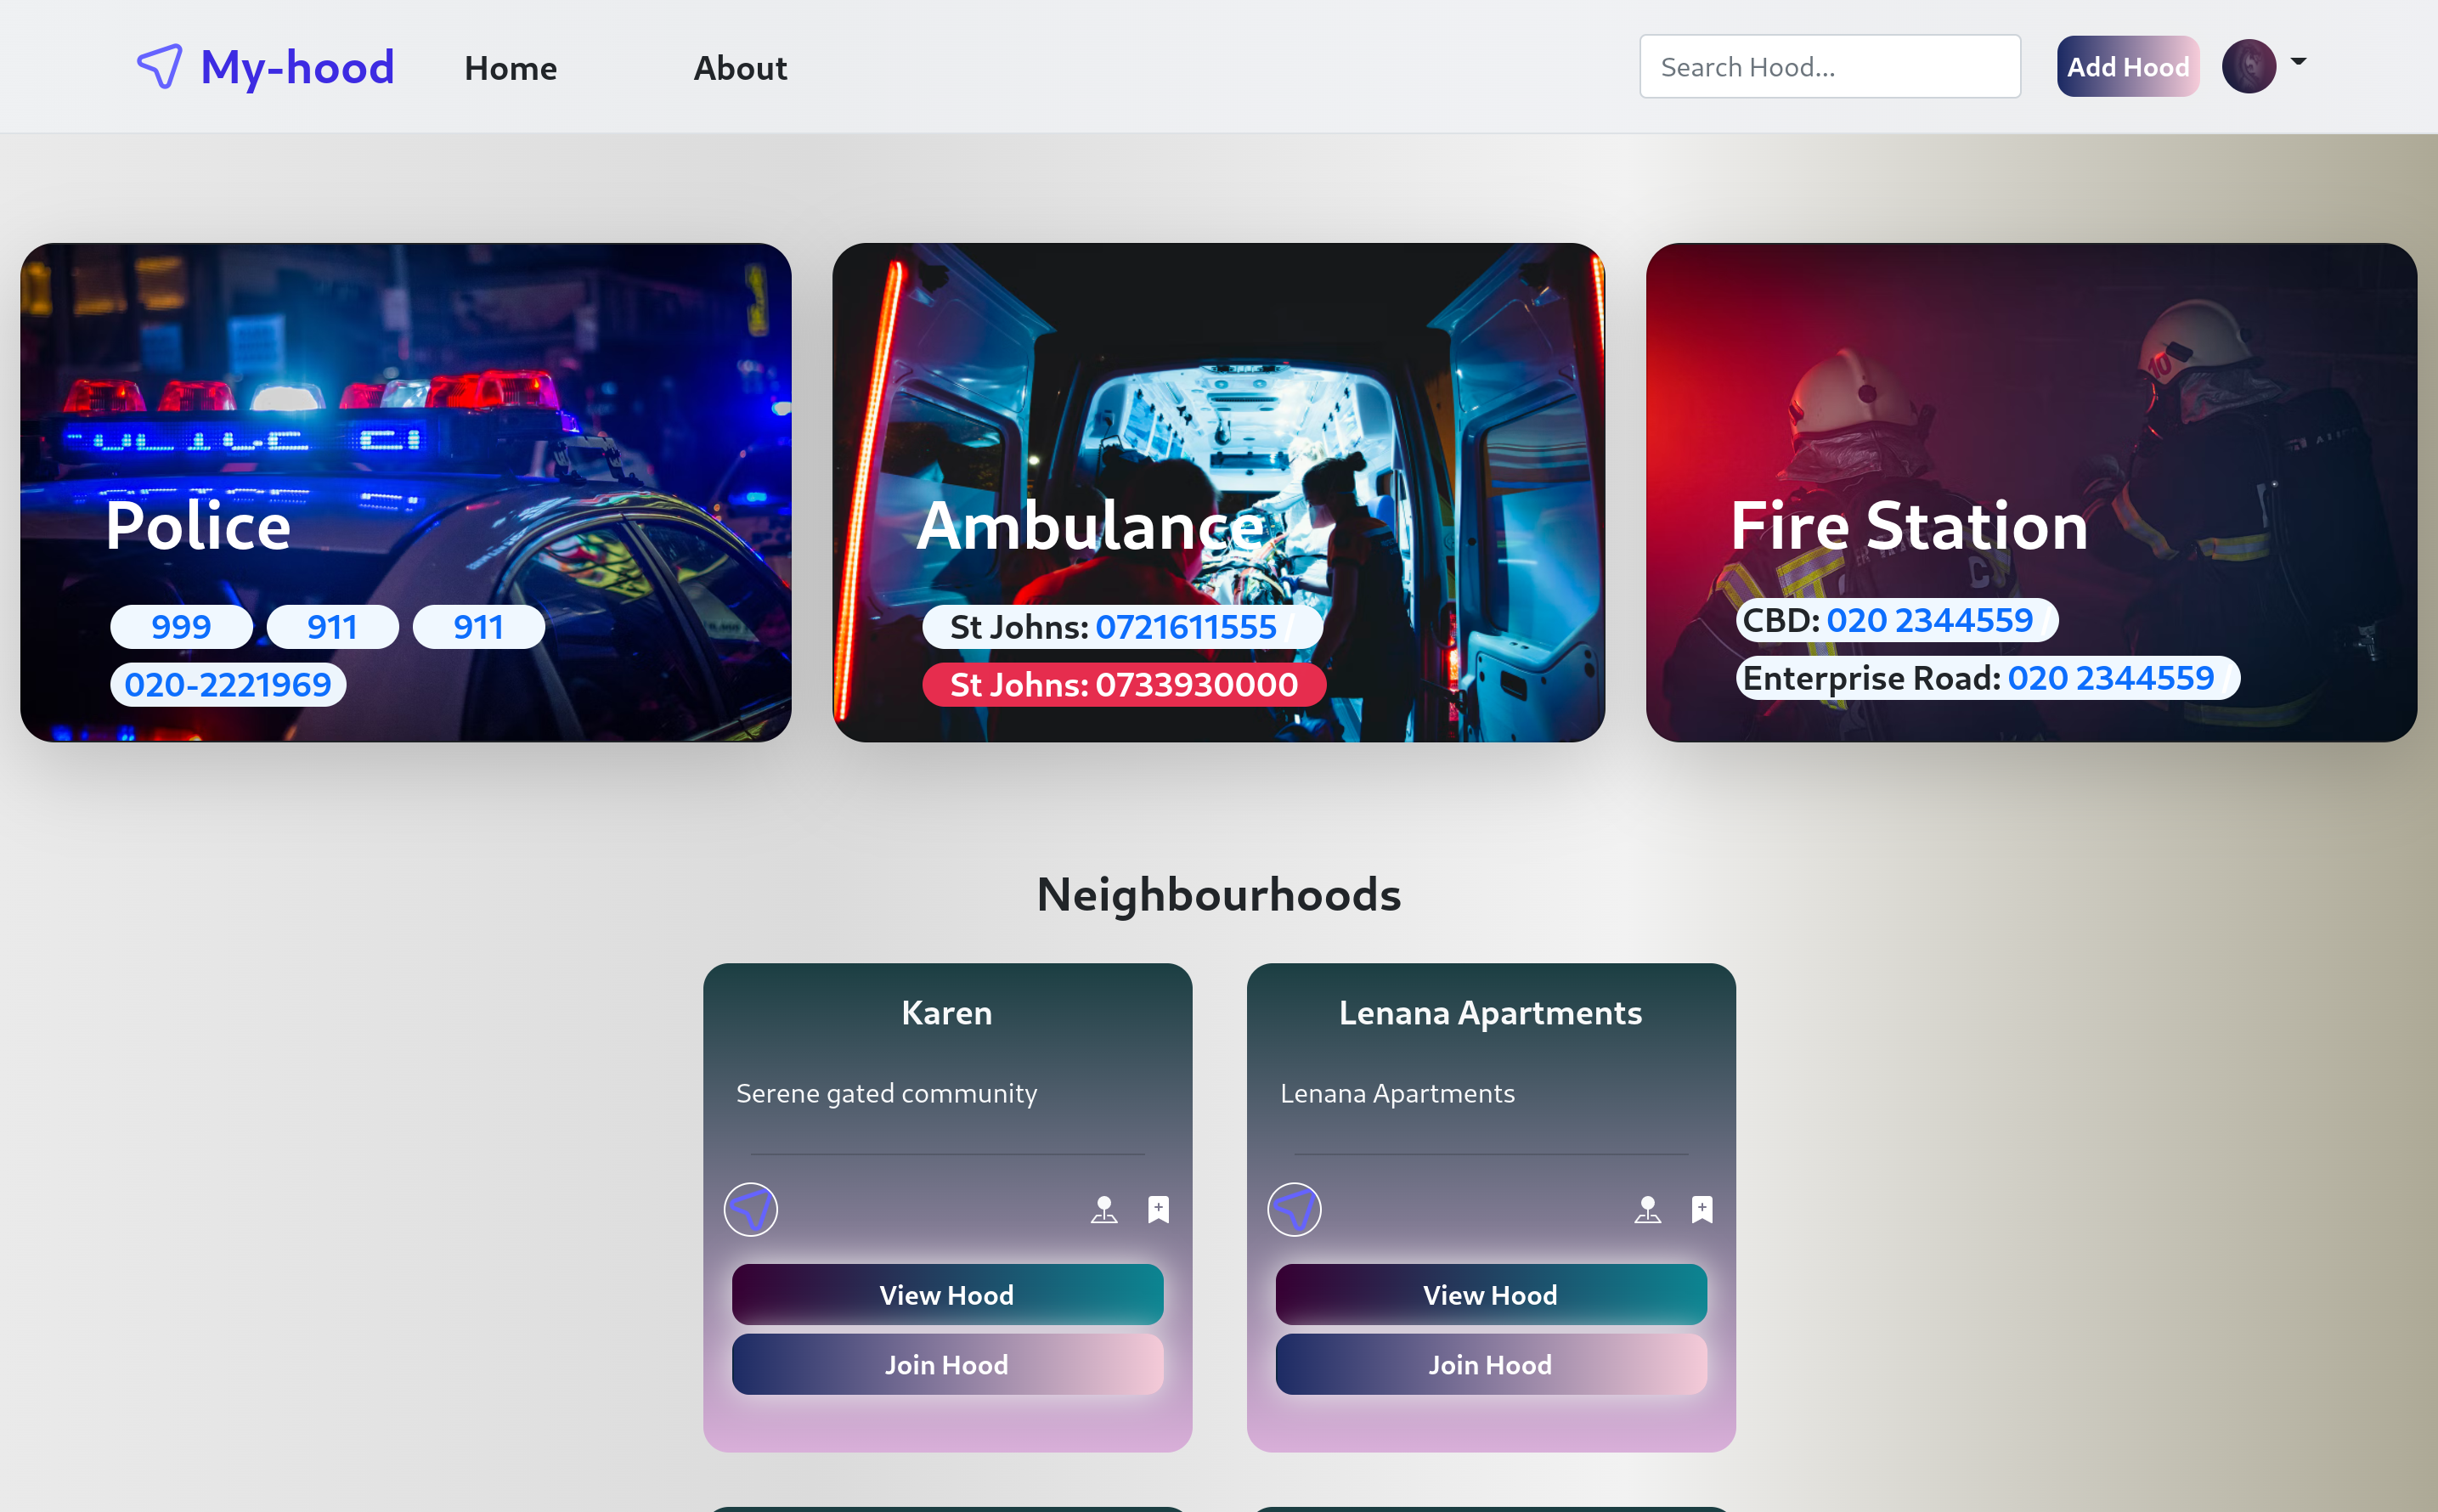 My-hood Home About Search Hood... Add Hood
Police
999 911 911
020-2221969
Ambulance
St Johns: 0721611555 /
St Johns: 0733930000
Fire Station
10
CBD: 020 2344559 /
Enterprise Road: 020 2344559 /
Neighbourhoods
Karen
Serene gated community
View Hood
Join Hood
Lenana Apartments
Lenana Apartments
View Hood
Join Hood